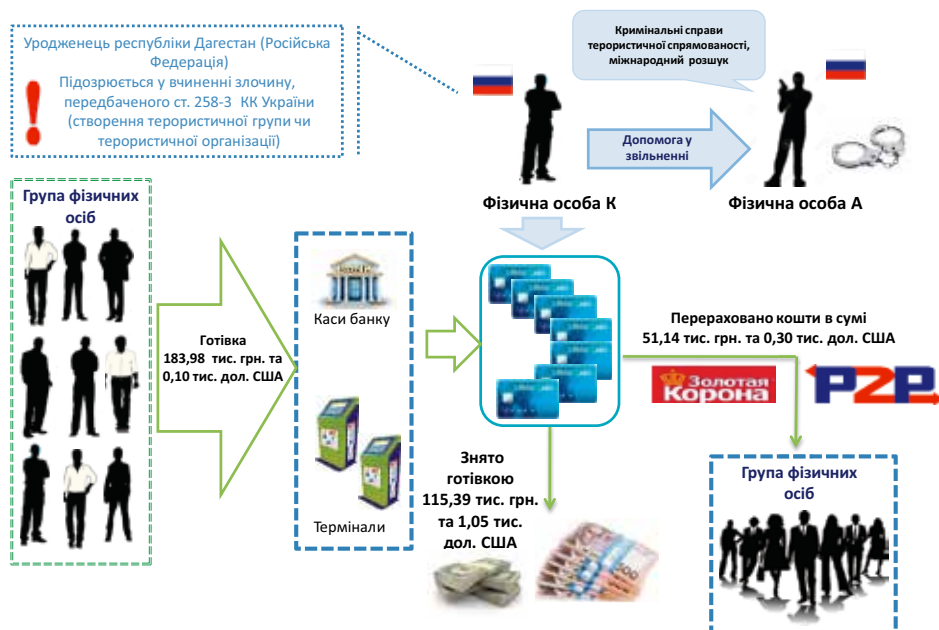 Уродженець республіки Дагестан (Російська
Федерація)
Підозрюється у вчиненні злочину,
передбаченого ст. 258-3 КК України
(створення терористичної групи чи
терористичної організації)
Кримінальні справи
терористичної спрямованості,
міжнародний розшук
Допомога у
звільненні
Фізична особа К
Фізична особа А
Група фізичних
осіб
Готівка
183,98 тис. грн. та
0,10 тис. дол. США
Каси банку
Термінали
Перераховано кошти в сумі
51,14 тис. грн. та 0,30 тис. дол. США
Золотая
Корона
P2P
Знято
готівкою
115,39 тис. грн.
та 1,05 тис.
дол. США
Група фізичних
осіб